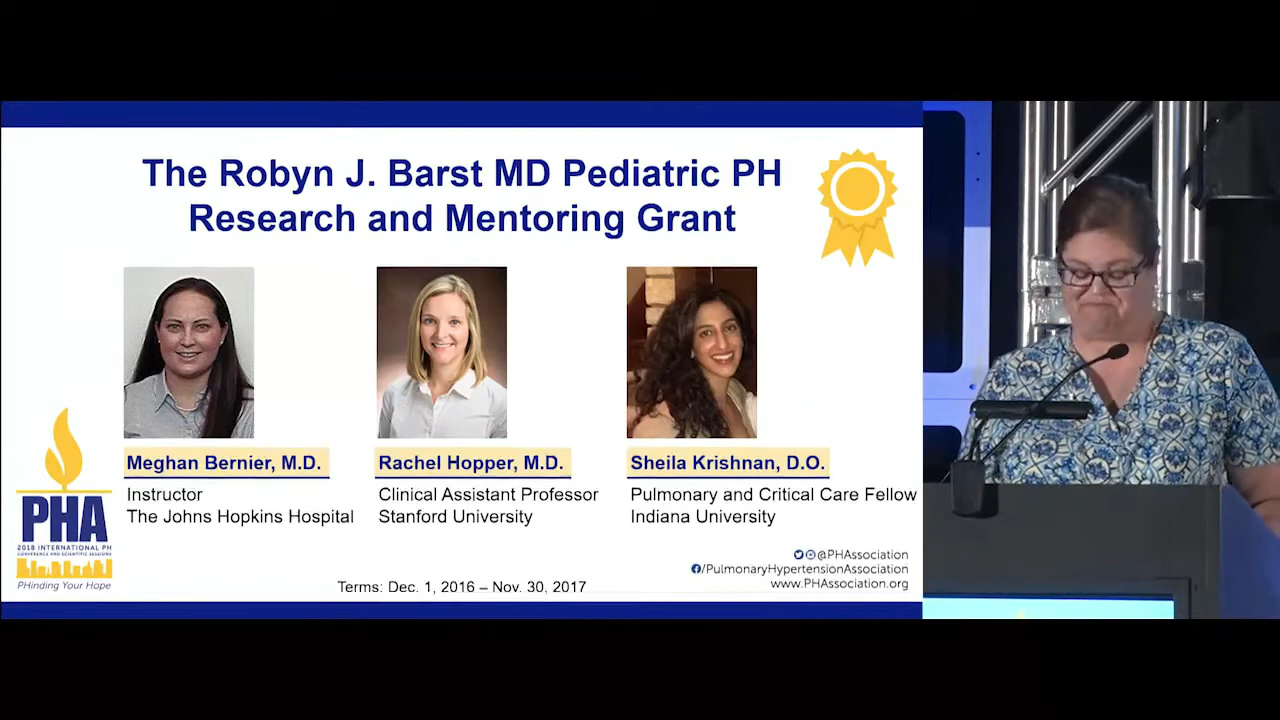 The Robyn J. Barst MD Pediatric PH
Research and Mentoring Grant
Meghan Bernier, M.D.
Instructor
The Johns Hopkins Hospital
Rachel Hopper, M.D.
Clinical Assistant Professor
Stanford University
Sheila Krishnan, D.O.
Pulmonary and Critical Care Fellow
Indiana University
PHA
2018 INTERNATIONAL PH
CONFERENCE AND SCIENTIFIC SESSIONS
PHinding Your Hope
Terms: Dec. 1, 2016 – Nov. 30, 2017
@PHAssociation
/PulmonaryHypertensionAssociation
www.PHAssociation.org